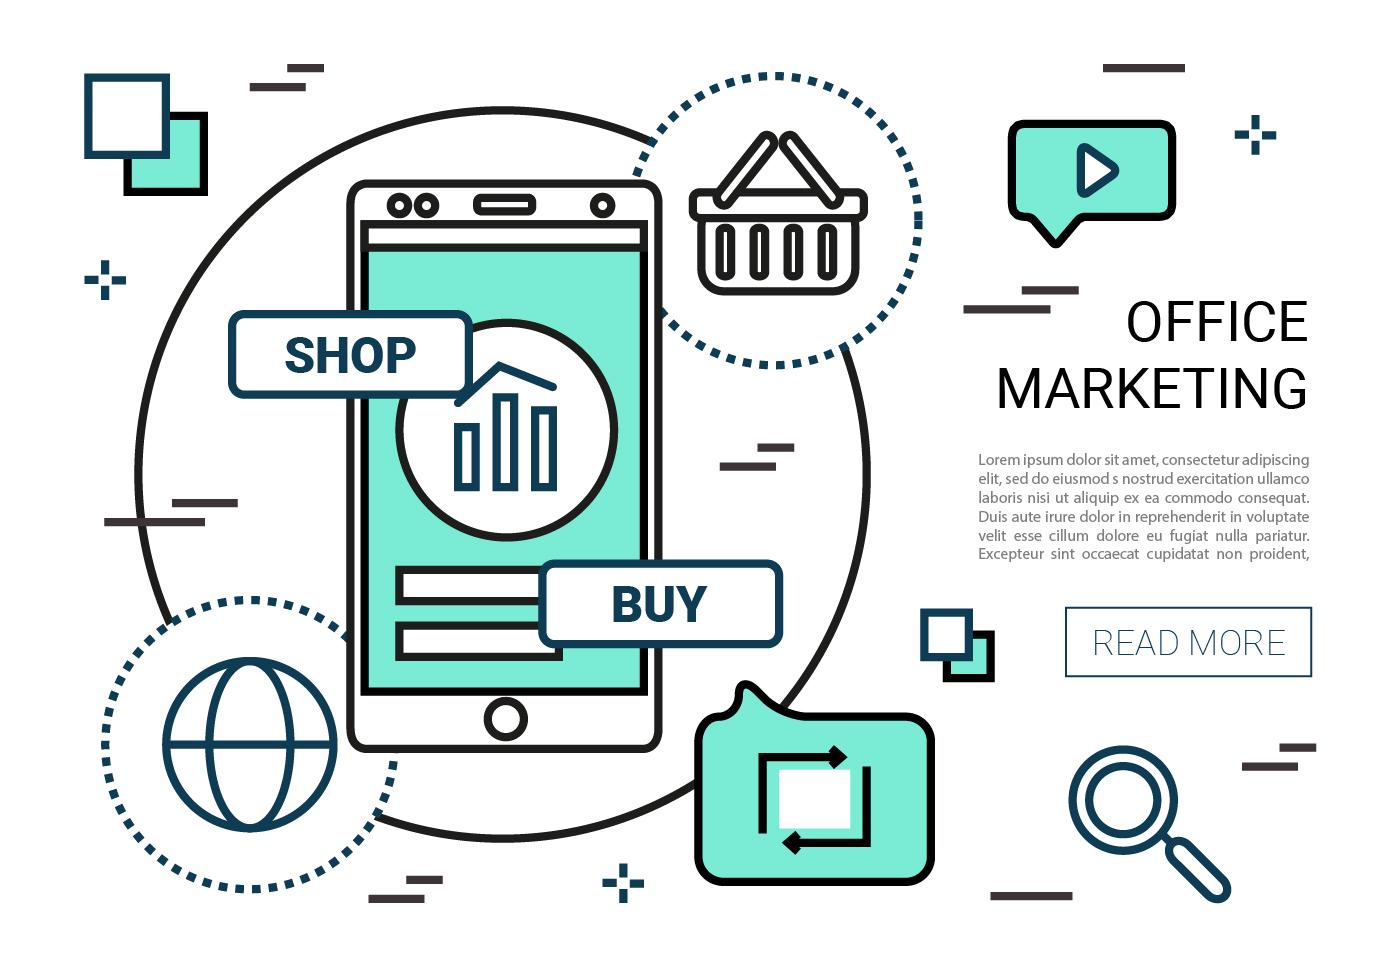 SHOP
BUY
OFFICE
MARKETING
Lorem ipsum dolor sit amet, consectetur adipiscing
elit, sed do eiusmod s nostrud exercitation ullamco
laboris nisi ut aliquip ex ea commodo consequat.
Duis aute irure dolor in reprehenderit in voluptate
velit esse cillum dolore eu fugiat nulla pariatur.
Excepteur sint occaecat cupidatat non proident,
READ MORE